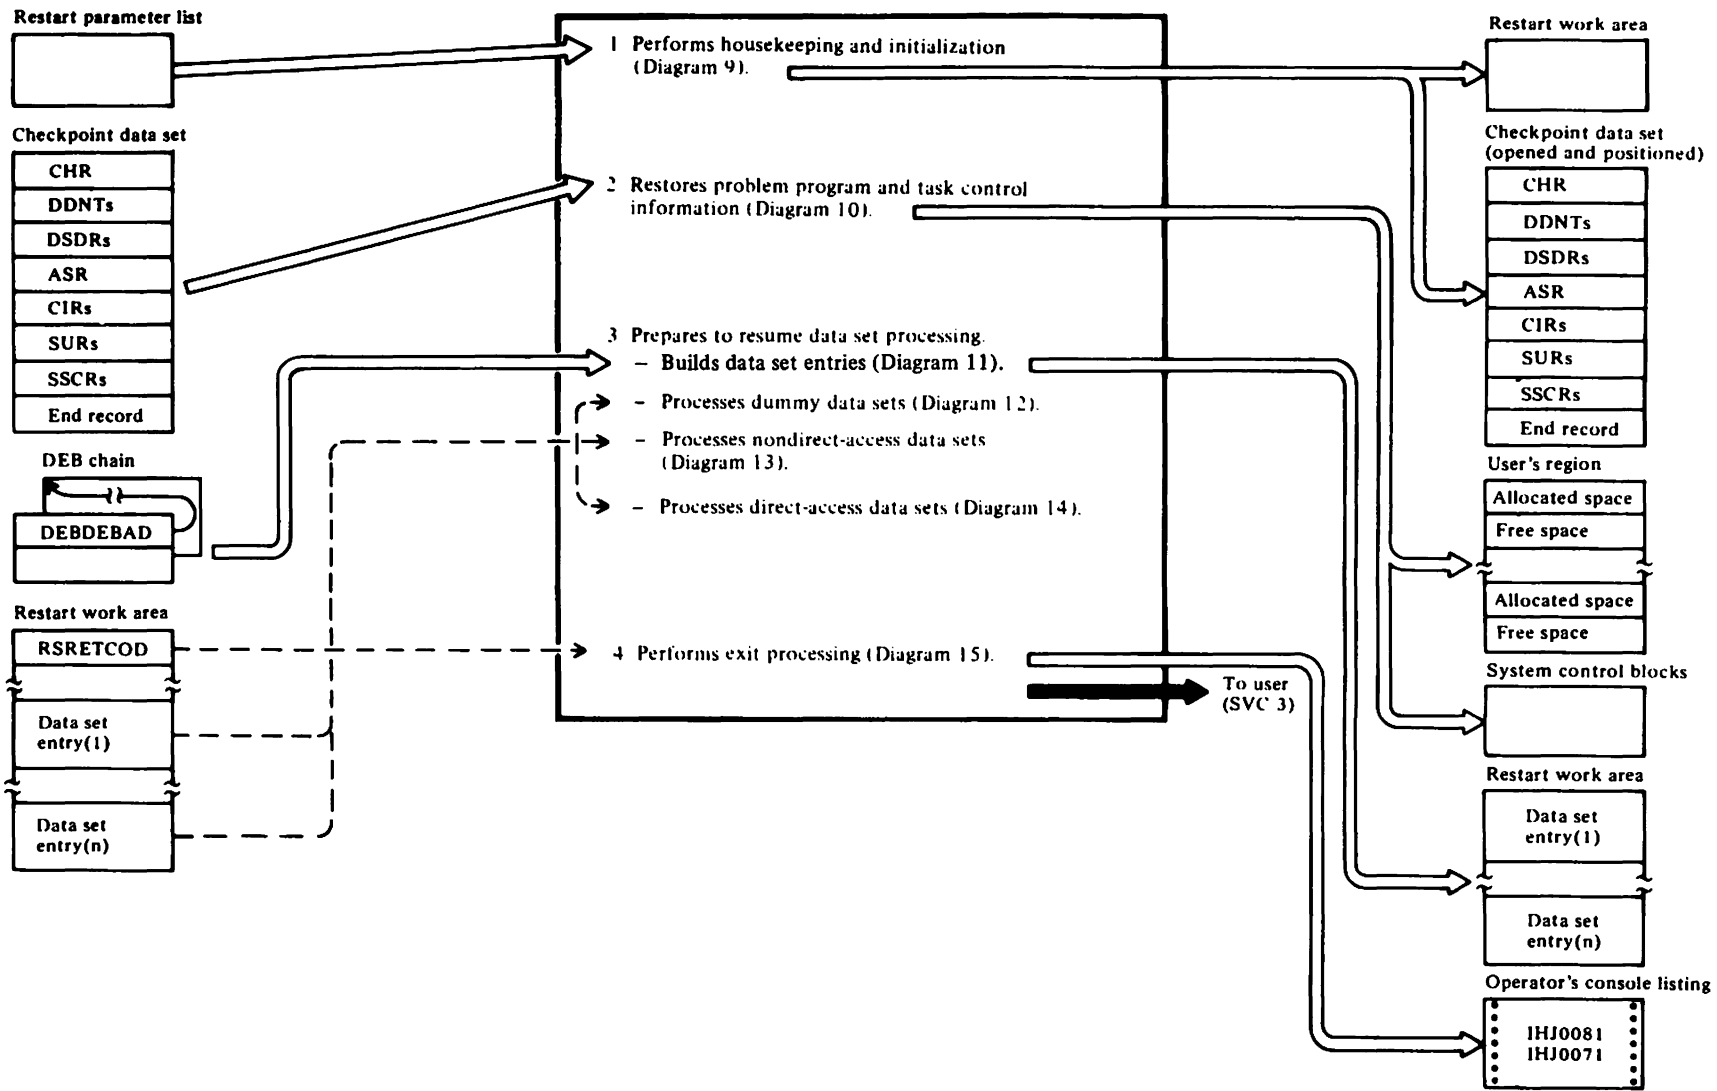 Restart parameter list
Checkpoint data set
CHR
DDNTs
DSDRs
ASR
CIRs
SURs
SSCRs
End record
DEB chain
DEBDEBAD
Restart work area
RSRETCOD
Data set
entry(1)
Data set
entry(n)
1 Performs housekeeping and initialization
(Diagram 9).
2 Restores problem program and task control
information (Diagram 10).
3 Prepares to resume data set processing.
– Builds data set entries (Diagram 11).
– Processes dummy data sets (Diagram 12).
– Processes nondirect-access data sets
(Diagram 13).
– Processes direct-access data sets (Diagram 14).
4 Performs exit processing (Diagram 15).
To user
(SVC 3)
Restart work area
Checkpoint data set
(opened and positioned)
CHR
DDNTs
DSDRs
ASR
CIRs
SURs
SSCRs
End record
User's region
Allocated space
Free space
Allocated space
Free space
System control blocks
Restart work area
Data set
entry(1)
Data set
entry(n)
Operator's console listing
IHJ008I
IHJ007I